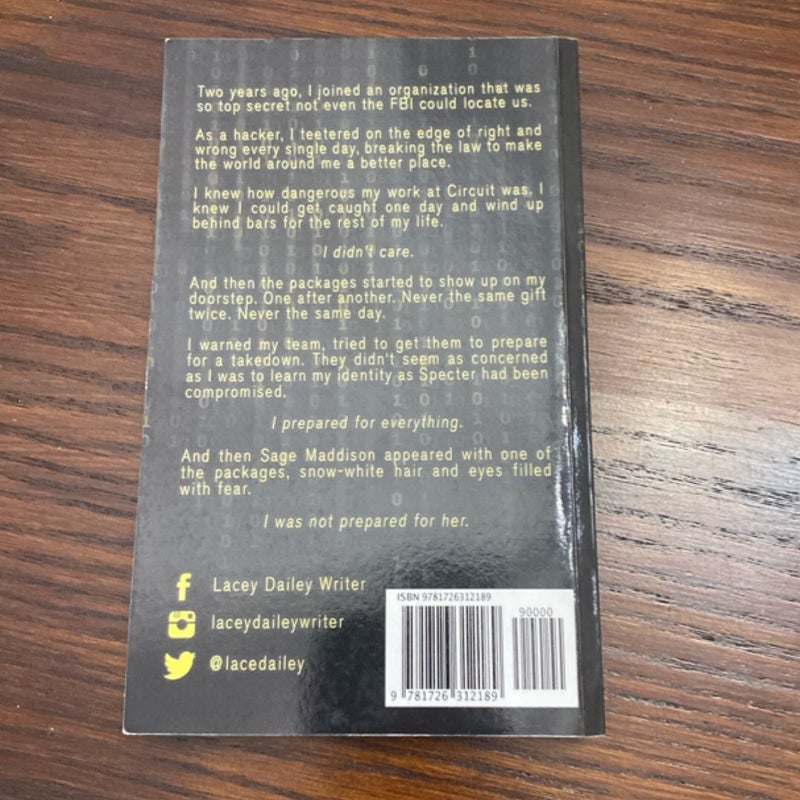 Two years ago, I joined an organization that was
so top secret not even the FBI could locate us.
As a hacker, I teetered on the edge of right and
wrong every single day, breaking the law to make
the world around me a better place.
I knew how dangerous my work at Circuit was. I
knew I could get caught one day and wind up
behind bars for the rest of my life.
I didn't care.
And then the packages started to show up on my
doorstep. One after another. Never the same gift
twice. Never the same day.
I warned my team, tried to get them to prepare
for a takedown. They didn't seem as concerned
as I was to learn my identity as Specter had been
compromised.
I prepared for everything.
And then Sage Maddison appeared with one of
the packages, snow-white hair and eyes filled
with fear.
I was not prepared for her.
f Lacey Dailey Writer
laceydaileywriter
@lacedailey
ISBN 9781726312189
90000
9 781726 312189